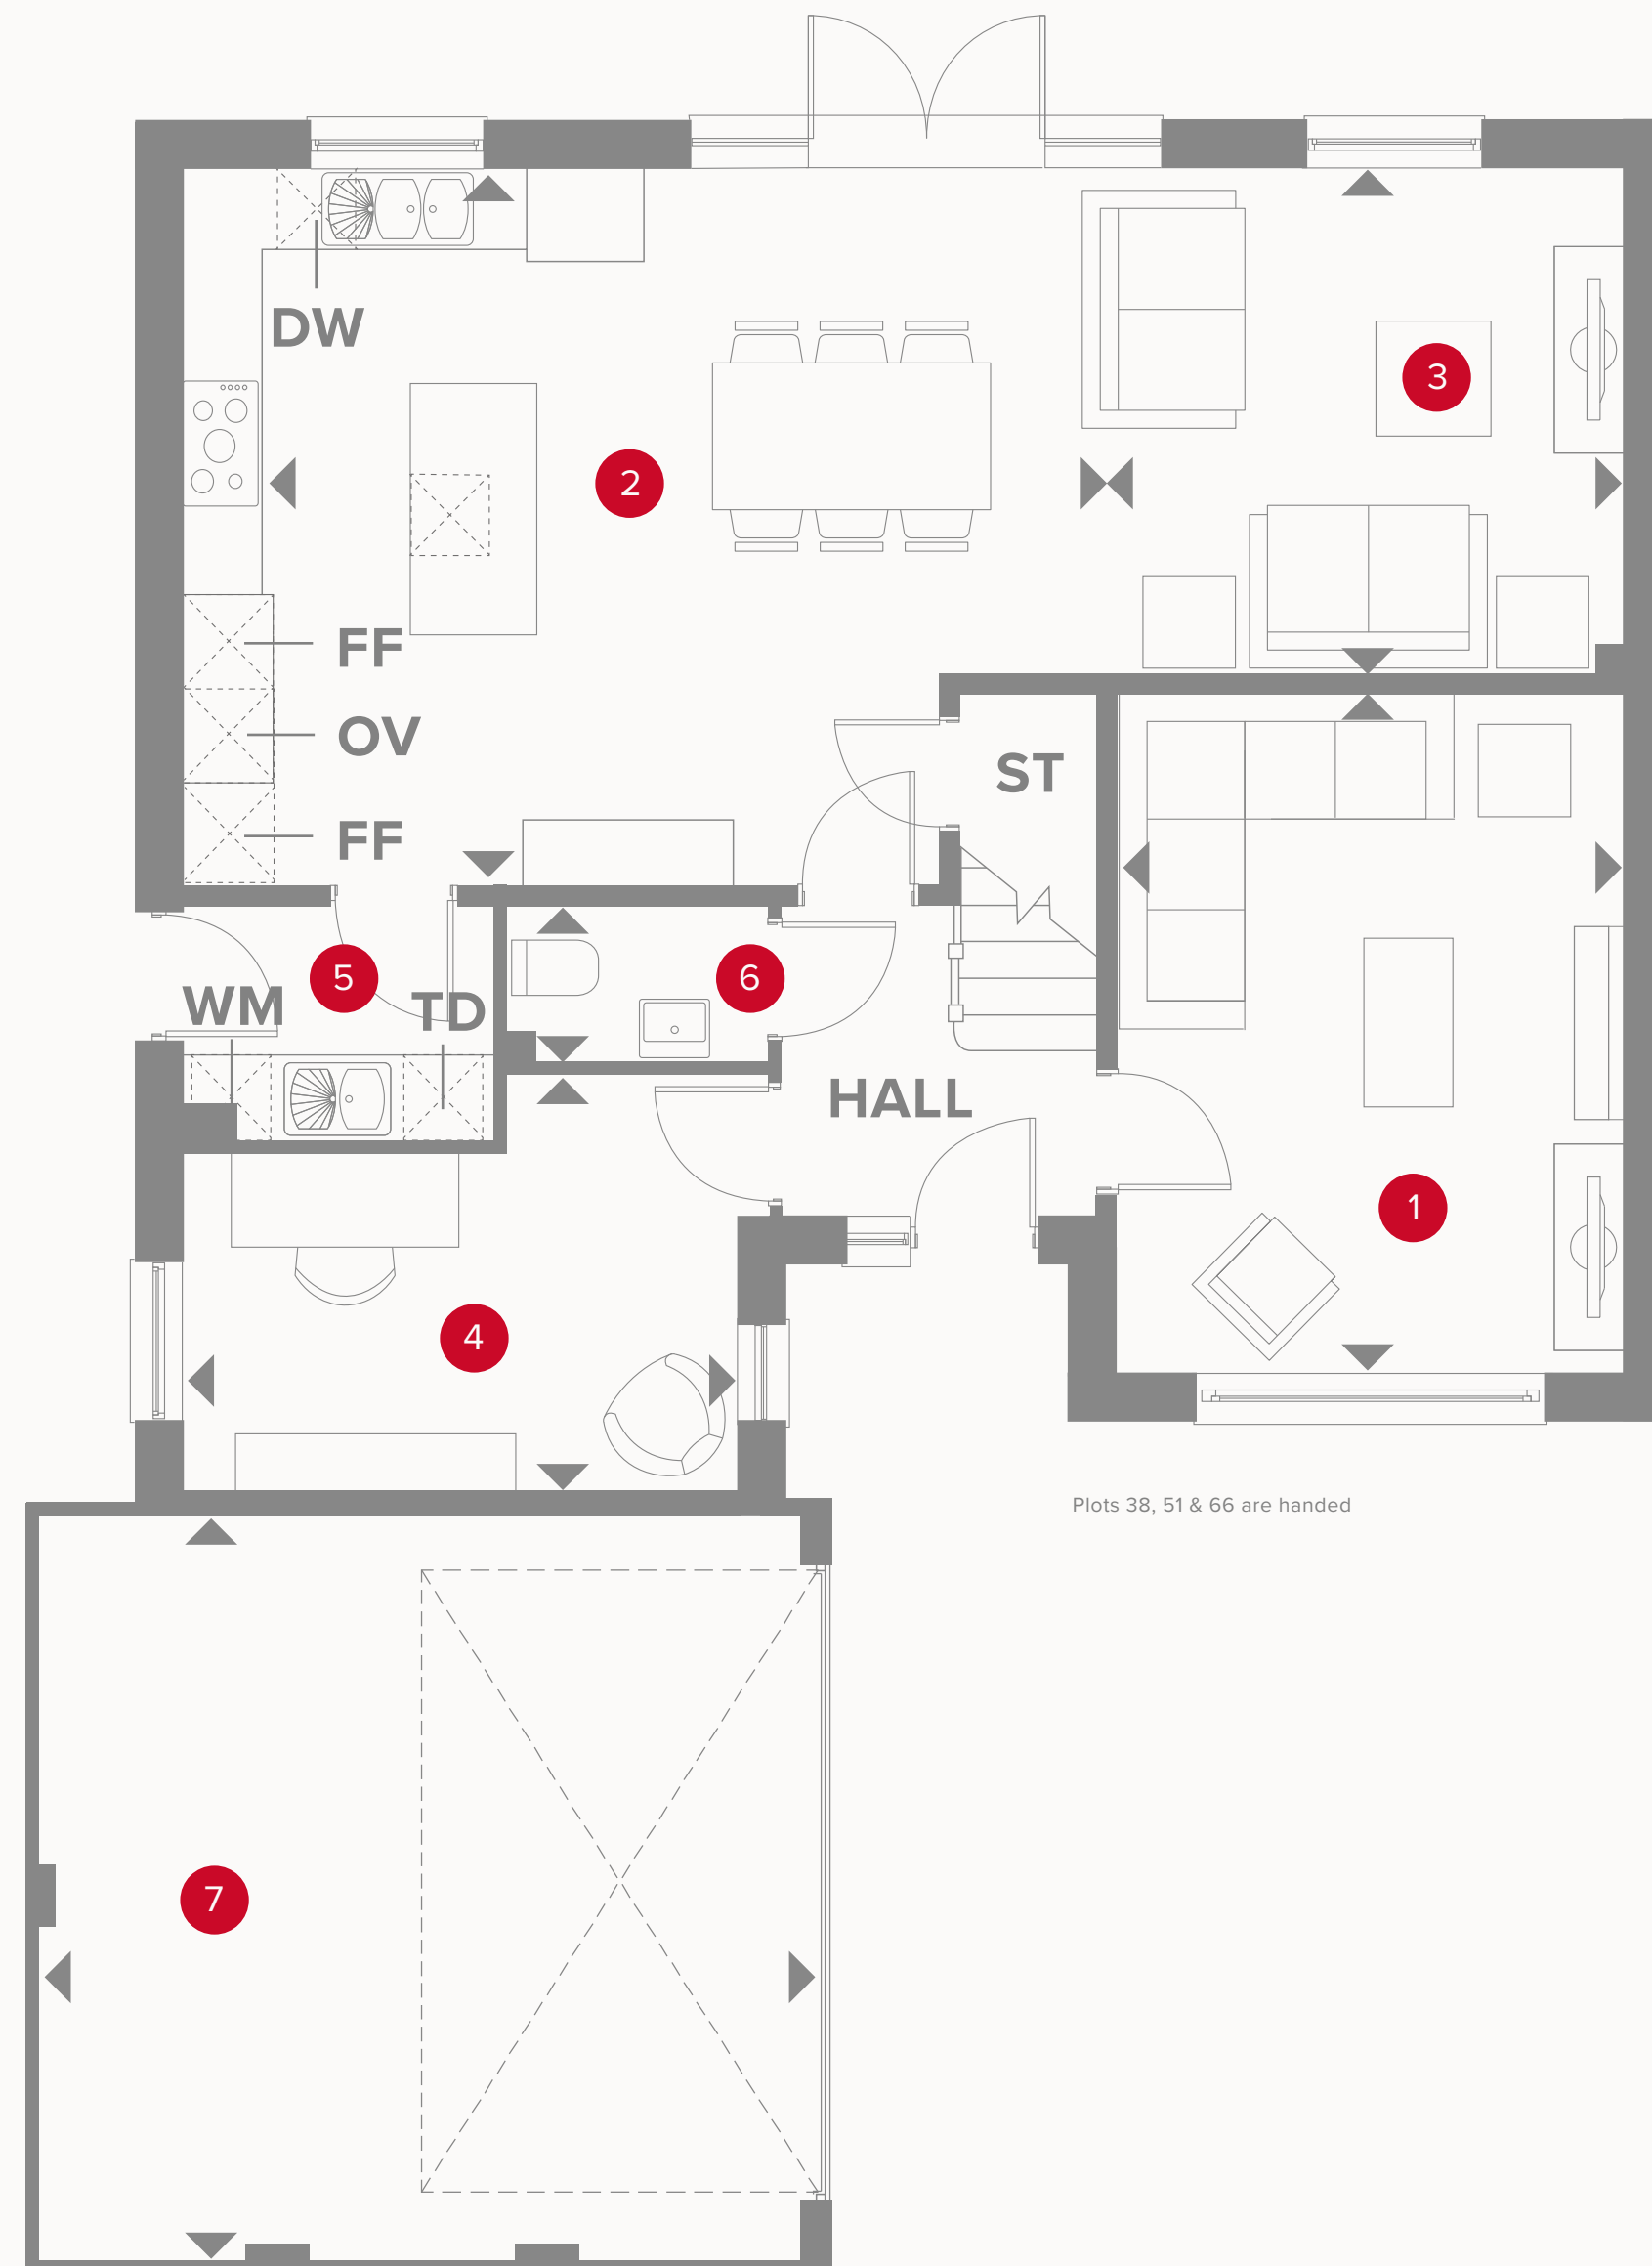 DW
3
2
FF
OV
ST
FF
5
6
WM
TD
HALL
1
4
Plots 38, 51 & 66 are handed
7